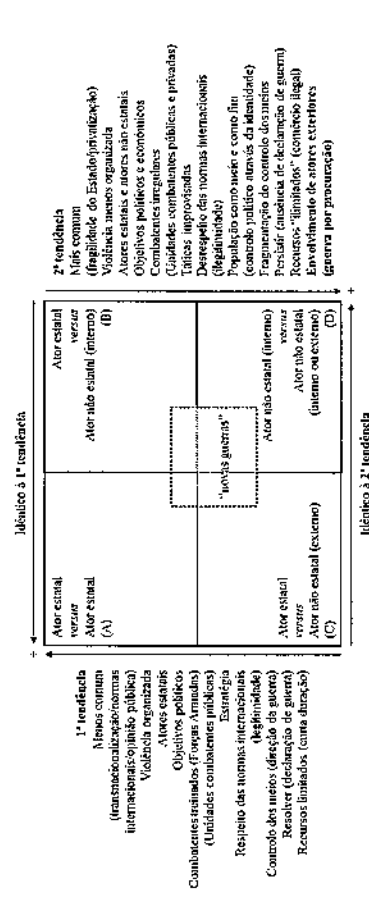 Idêntico à 1ª tendência
1ª tendência
Menos comum
(transnacionalização/normas
internacionais/opinião pública)
Violência organizada
Atores estatais
Objetivos políticos
Combatentes treinados (Forças Armadas)
(Unidades combatentes públicas)
Estratégia
Respeito das normas internacionais
(legitimidade)
Controlo dos meios (direção da guerra)
Resolver (declaração de guerra)
Recursos limitados (curta duração)
+
-
Ator estatal
versus
Ator estatal
(A)
Ator estatal
versus
Ator não estatal (interno)
(B)
"novas guerras"
Ator estatal
versus
Ator não estatal (externo)
(C)
Ator não estatal (interno)
versus
Ator não estatal
(interno ou externo)
(D)
2ª tendência
Mais comum
(fragilidade do Estado/privatização)
Violência menos organizada
Atores estatais e atores não estatais
Objetivos políticos e económicos
Combatentes irregulares
(Unidades combatentes públicas e privadas)
Táticas improvisadas
Desrespeito das normas internacionais
(ilegitimidade)
População como meio e como fim
(controlo político através da identidade)
Fragmentação do controlo dos meios
Persistir (ausência de declaração de guerra)
Recursos "ilimitados" (comércio ilegal)
Envolvimento de atores exteriores
(guerra por procuração)
-
+
Idêntico à 2ª tendência